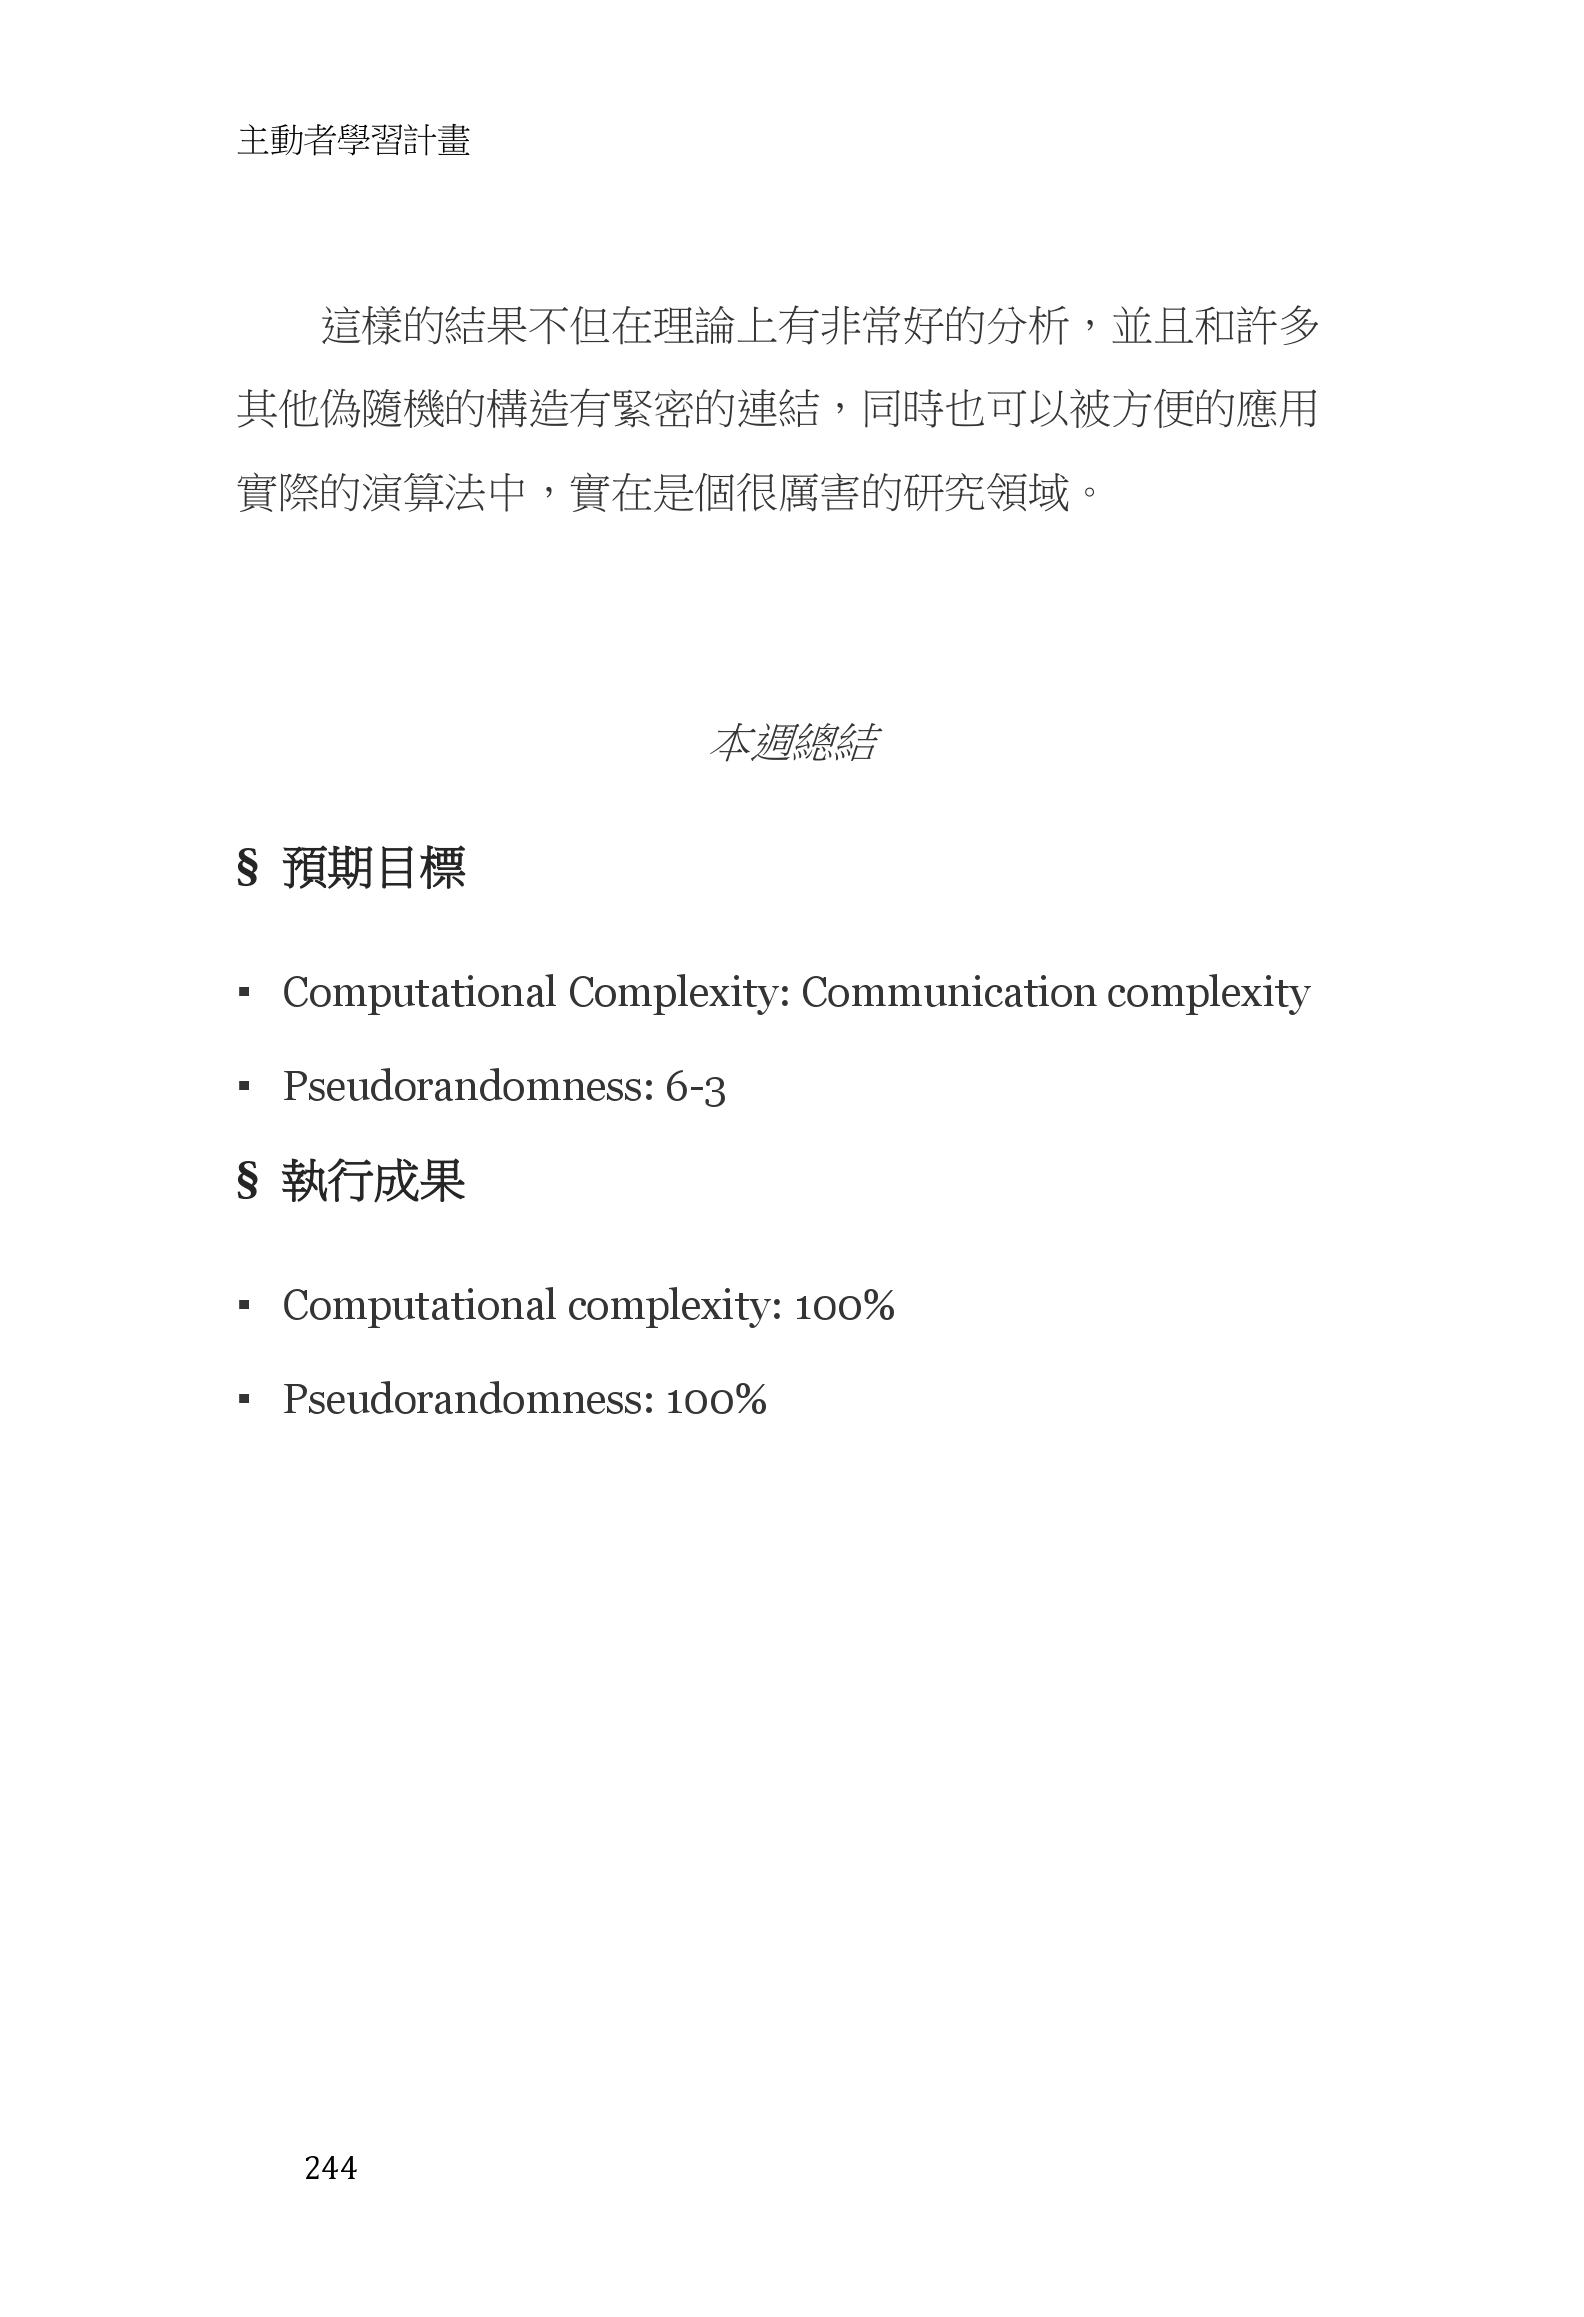 主動者學習計畫
這樣的結果不但在理論上有非常好的分析，並且和許多
其他偽隨機的構造有緊密的連結，同時也可以被方便的應用
實際的演算法中，實在是個很厲害的研究領域。
本週總結
§ 預期目標
▪ Computational Complexity: Communication complexity
▪ Pseudorandomness: 6-3
§ 執行成果
▪ Computational complexity: 100%
▪ Pseudorandomness: 100%
244